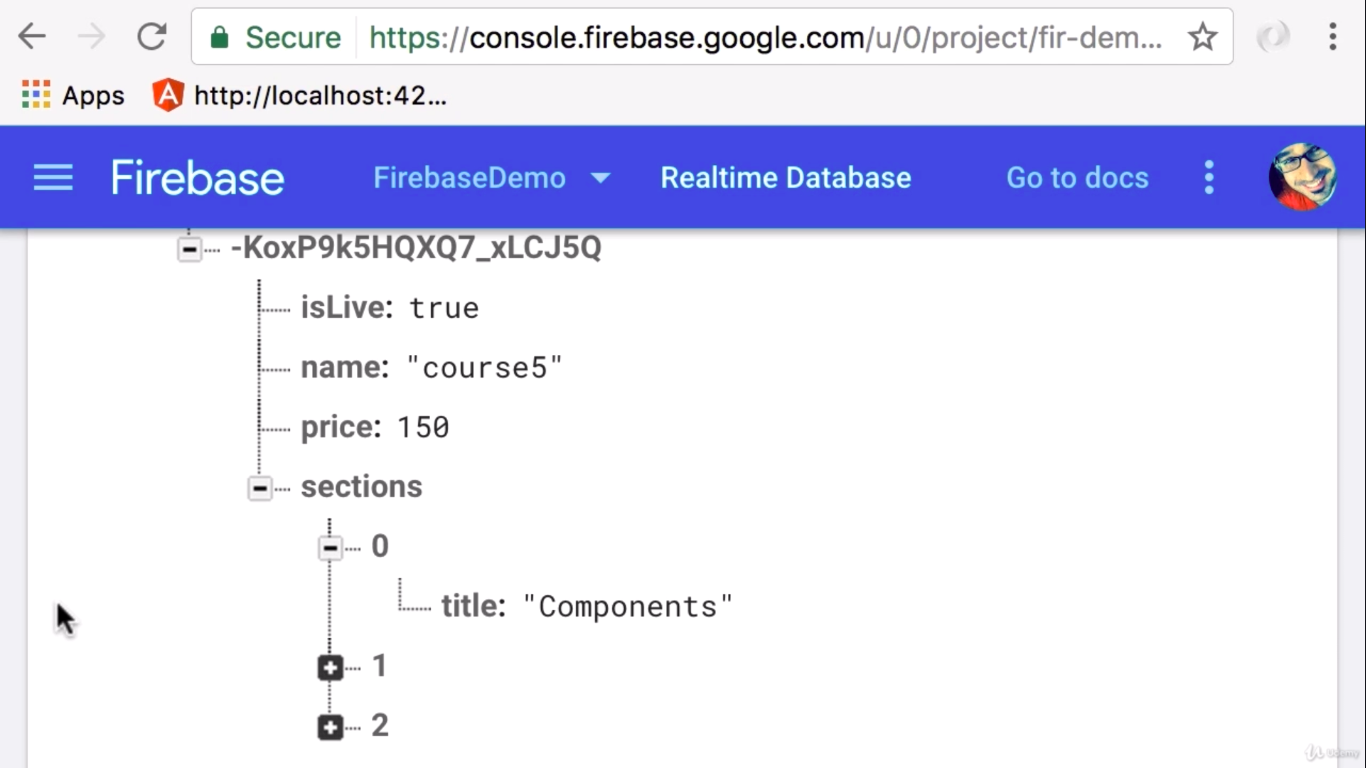 Secure https://console.firebase.google.com/u/0/project/fir-dem...
Apps http://localhost:42...
Firebase FirebaseDemo Realtime Database Go to docs
-KoxP9k5HQXQ7_xLCJ5Q
isLive: true
name: "course5"
price: 150
sections
0
title: "Components"
1
2
Udemy